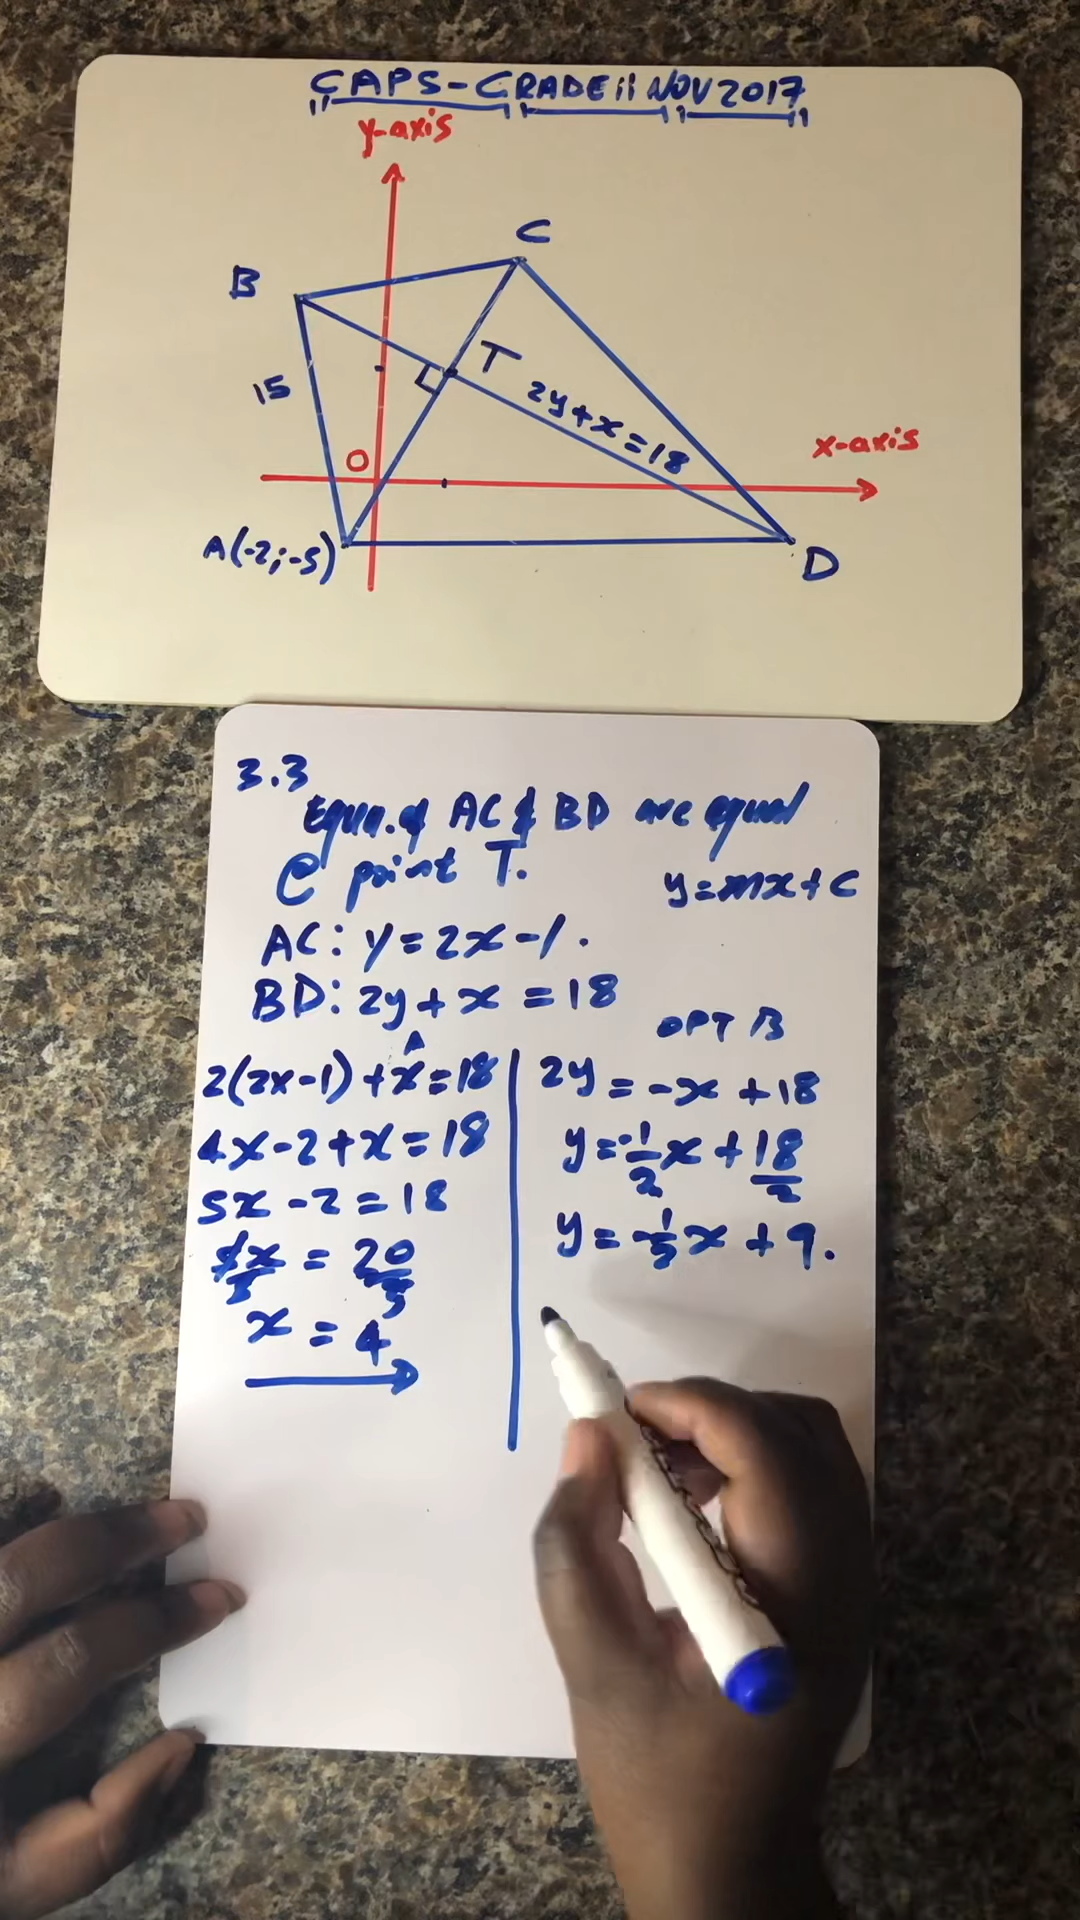 CAPS-GRADE 11 NOV 2017
y-axis
C
B
T
15
2y+x=18
x-axis
O
A(-2;-5)
D
3.3
Equn. of AC & BD are equal
@ point T.
y=mx+c
AC: y=2x-1.
BD: 2y+x=18
OPT B
2(2x-1)+x=18
4x-2+x=18
5x-2=18
5x/5 = 20/5
x = 4
2y = -x +18
y=-1/2x+18/2
y=-1/2x+9.